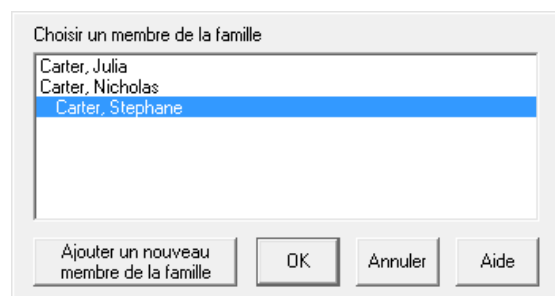 Choisir un membre de la famille
Carter, Julia
Carter, Nicholas
Carter, Stephane
Ajouter un nouveau
membre de la famille
OK
Annuler
Aide